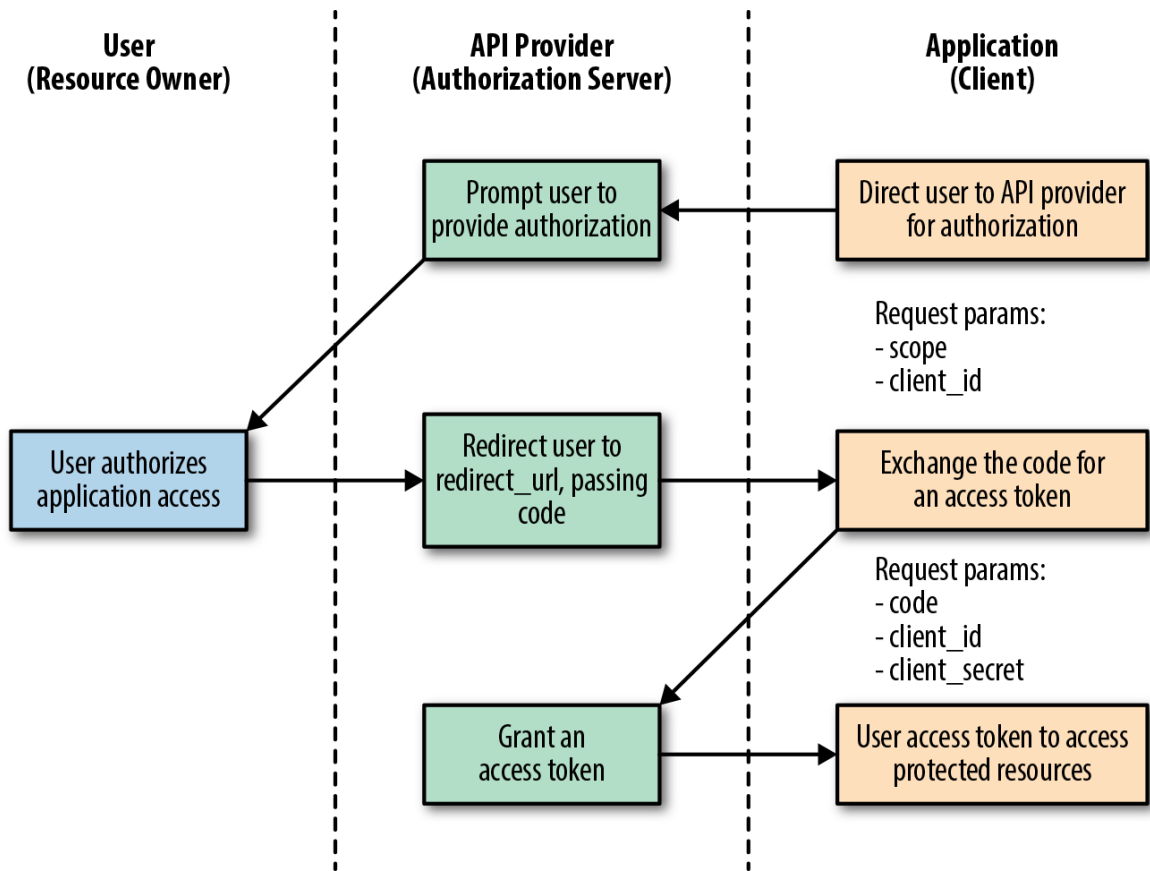 User
(Resource Owner)
API Provider
(Authorization Server)
Application
(Client)
Prompt user to
provide authorization
Direct user to API provider
for authorization
Request params:
- scope
- client_id
User authorizes
application access
Redirect user to
redirect_url, passing
code
Exchange the code for
an access token
Request params:
- code
- client_id
- client_secret
Grant an
access token
User access token to access
protected resources